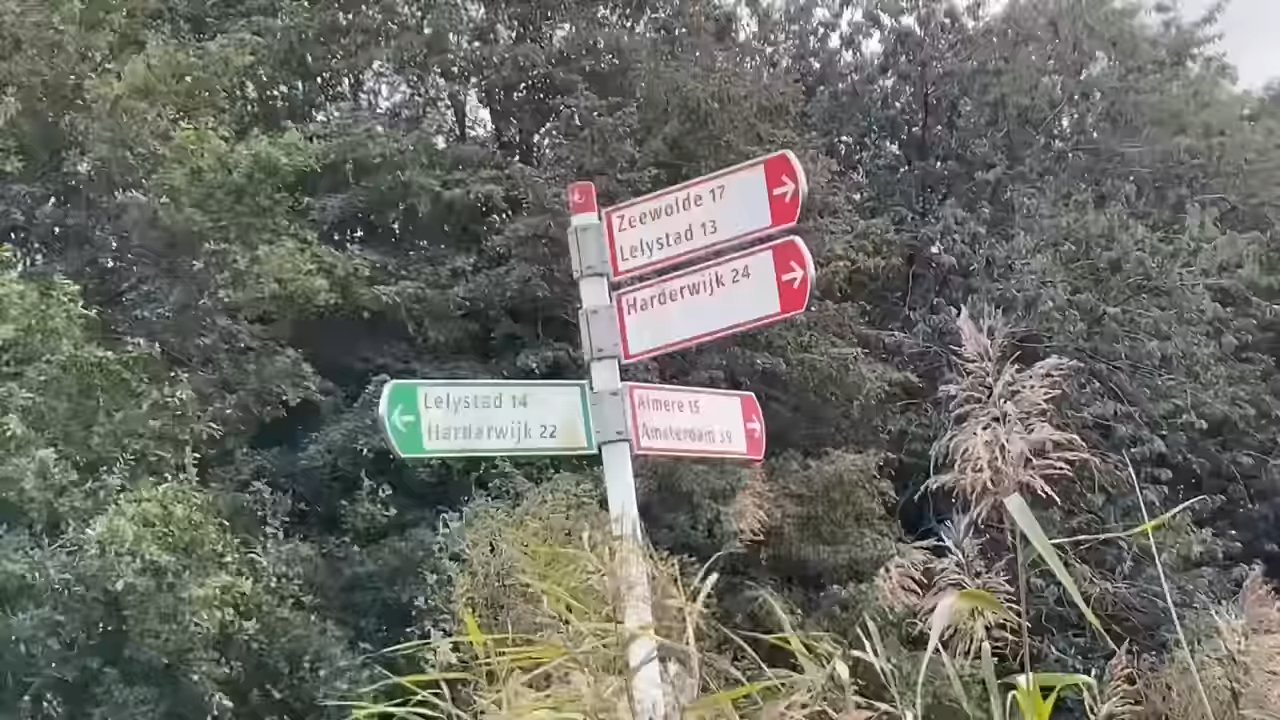 Zeewolde 17
Lelystad 13
Harderwijk 24
Lelystad 14
Harderwijk 22
Almere 15
Amsterdam 39